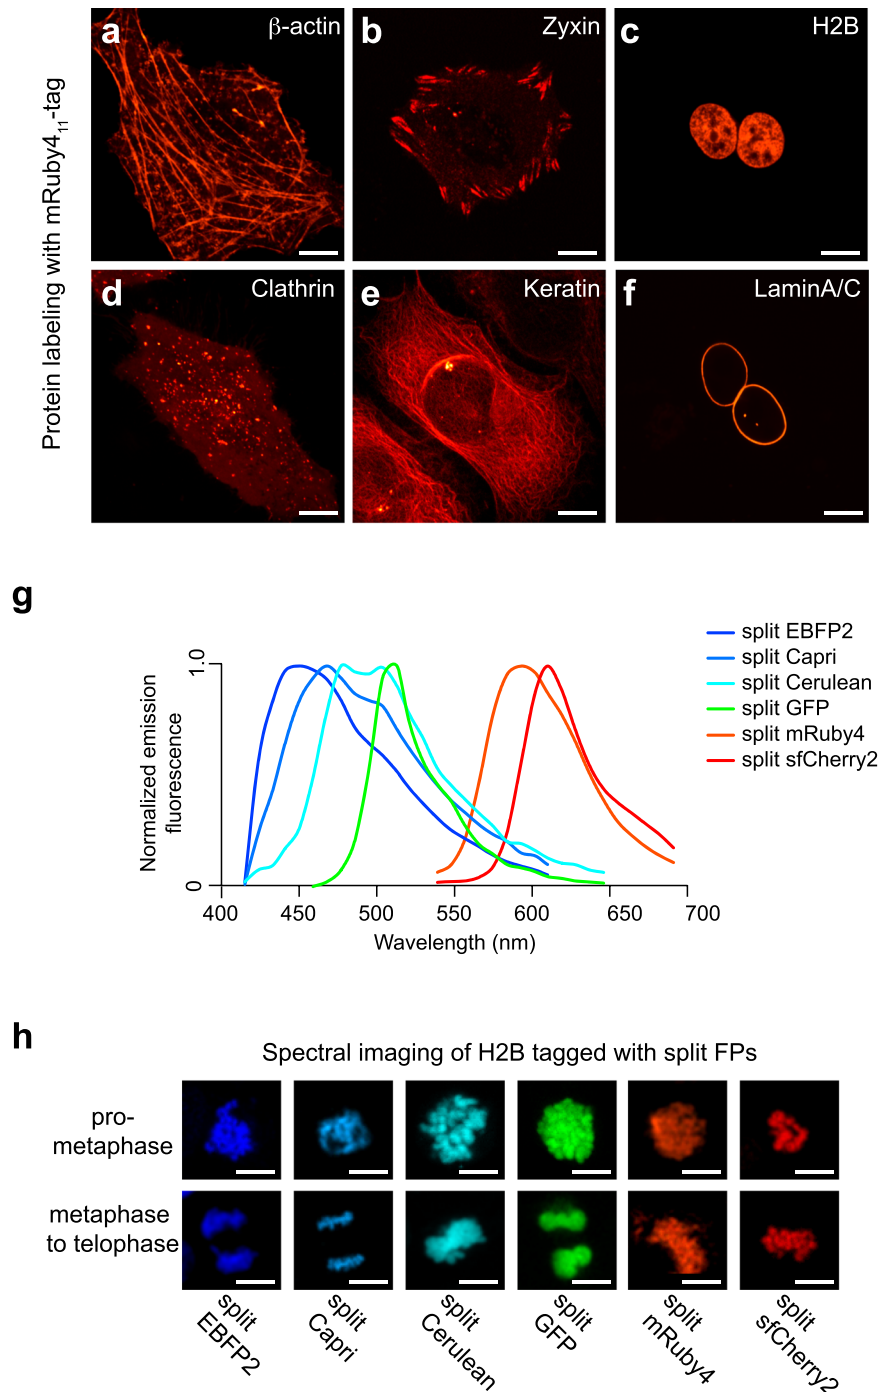 Protein labeling with mRuby4₁₁-tag
a
β-actin
b
Zyxin
c
H2B
d
Clathrin
e
Keratin
f
LaminA/C
g
split EBFP2
split Capri
split Cerulean
split GFP
split mRuby4
split sfCherry2
Normalized emission
fluorescence
1.0
0
400 450 500 550 600 650 700
Wavelength (nm)
h
Spectral imaging of H2B tagged with split FPs
pro-
metaphase
metaphase
to telophase
split
EBFP2
split
Capri
split
Cerulean
split
GFP
split
mRuby4
split
sfCherry2